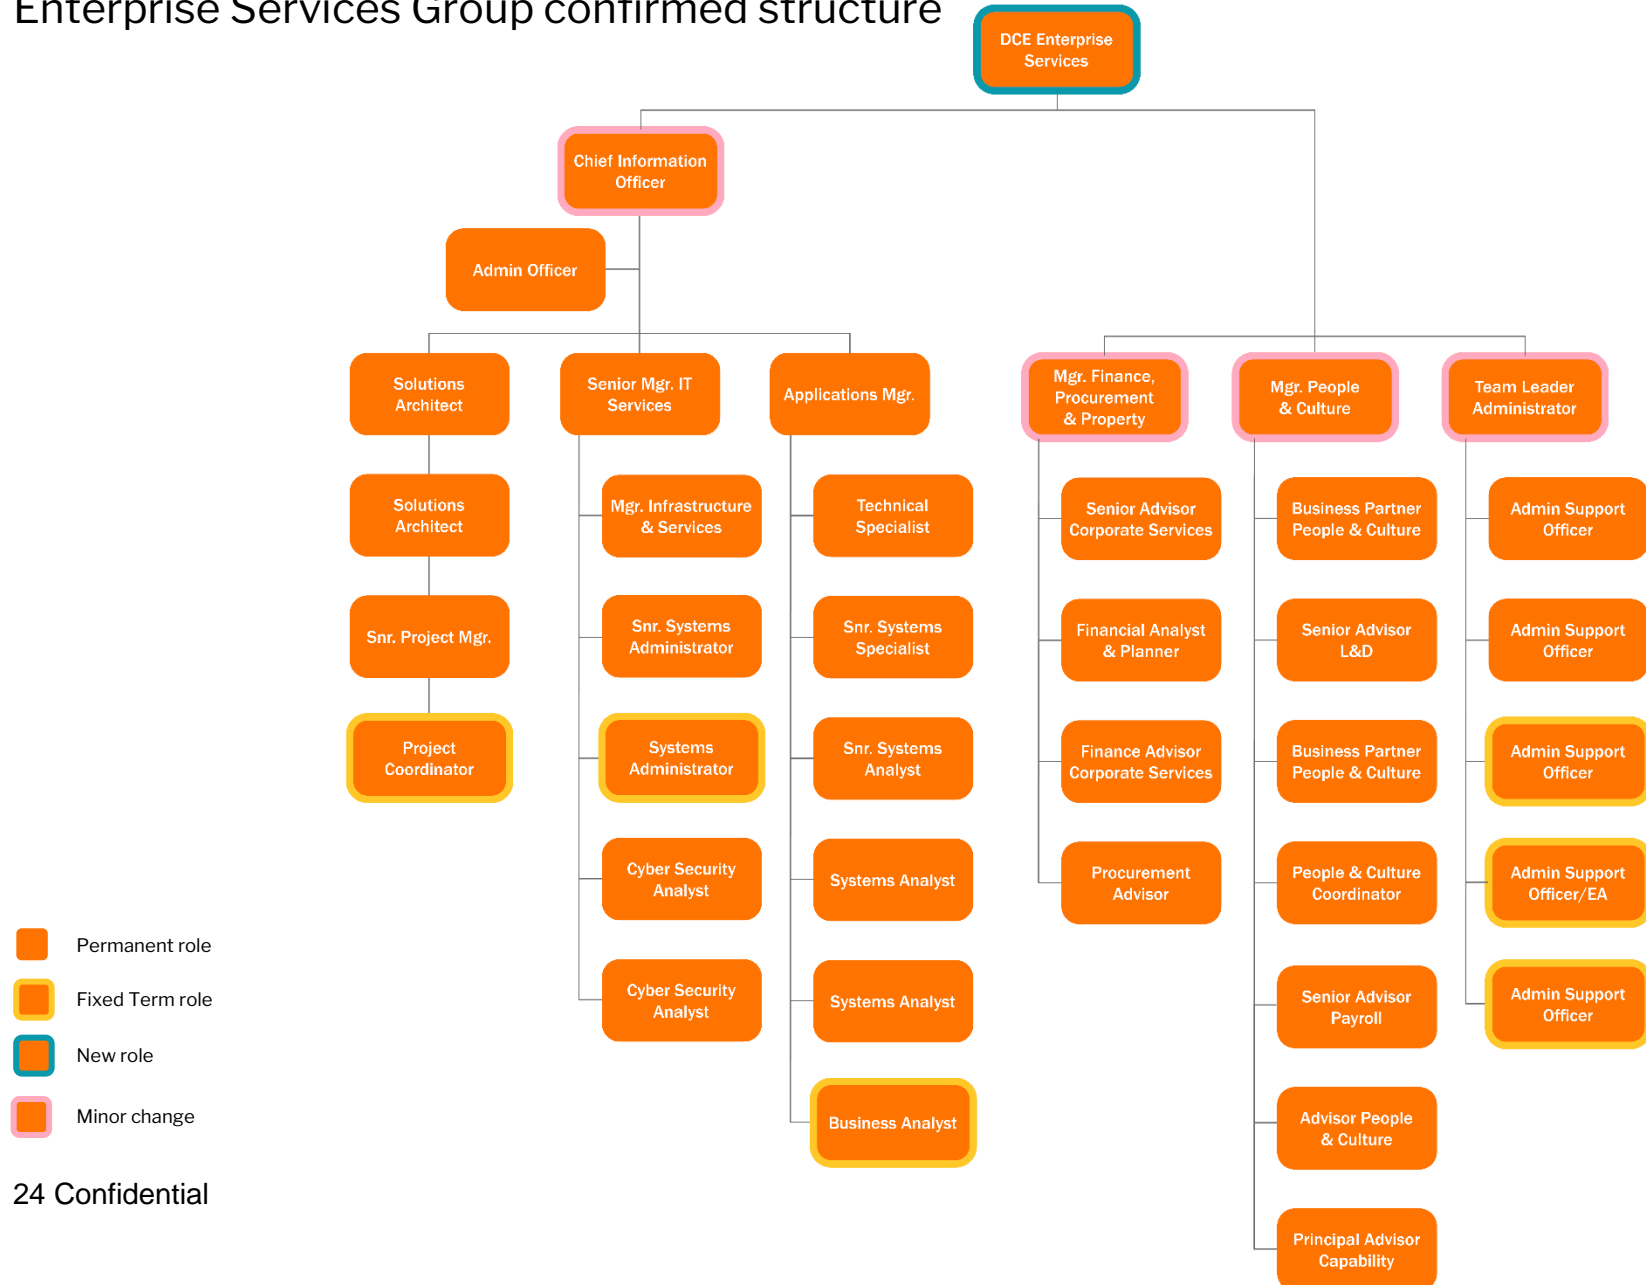 Enterprise Services Group confirmed structure
DCE Enterprise
Services
Chief Information
Officer
Admin Officer
Solutions
Architect
Senior Mgr. IT
Services
Applications Mgr.
Mgr. Finance,
Procurement
& Property
Mgr. People
& Culture
Team Leader
Administrator
Solutions
Architect
Mgr. Infrastructure
& Services
Technical
Specialist
Senior Advisor
Corporate Services
Business Partner
People & Culture
Admin Support
Officer
Snr. Project Mgr.
Snr. Systems
Administrator
Snr. Systems
Specialist
Financial Analyst
& Planner
Senior Advisor
L&D
Admin Support
Officer
Project
Coordinator
Systems
Administrator
Snr. Systems
Analyst
Finance Advisor
Corporate Services
Business Partner
People & Culture
Admin Support
Officer
Cyber Security
Analyst
Systems Analyst
Procurement
Advisor
People & Culture
Coordinator
Admin Support
Officer/EA
Cyber Security
Analyst
Systems Analyst
Senior Advisor
Payroll
Admin Support
Officer
Business Analyst
Advisor People
& Culture
Principal Advisor
Capability
Permanent role
Fixed Term role
New role
Minor change
24 Confidential